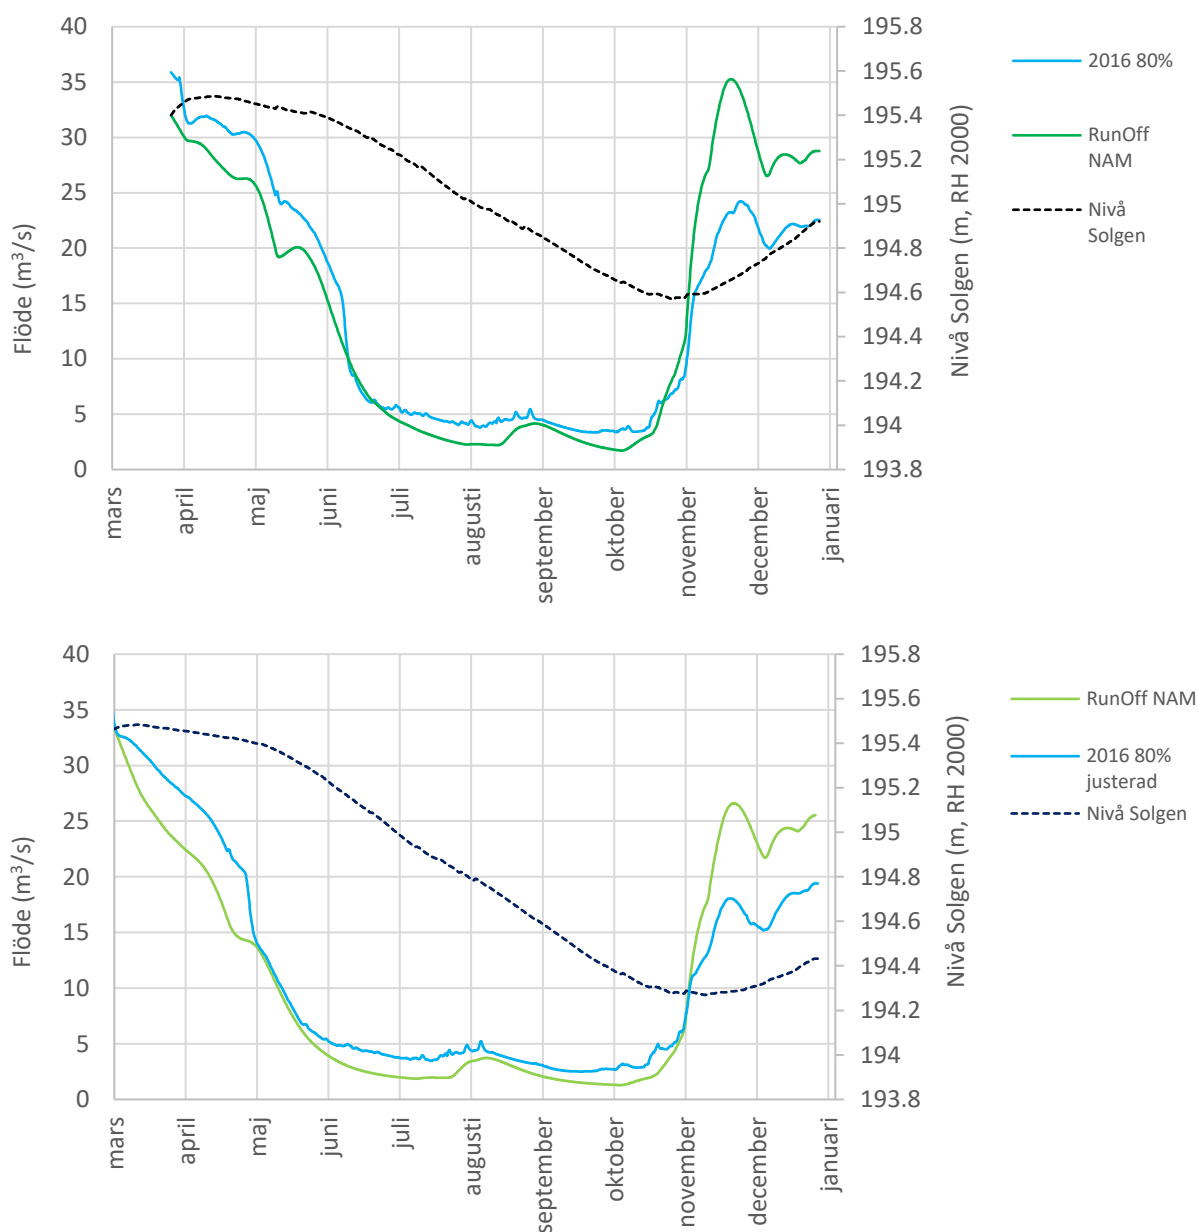 40
35
30
25
20
15
10
5
0
Flöde (m³/s)
195.8
195.6
195.4
195.2
195
194.8
194.6
194.4
194.2
194
193.8
Nivå Solgen (m, RH 2000)
mars
april
maj
juni
juli
augusti
september
oktober
november
december
januari
2016 80%
RunOff
NAM
Nivå
Solgen
40
35
30
25
20
15
10
5
0
Flöde (m³/s)
195.8
195.6
195.4
195.2
195
194.8
194.6
194.4
194.2
194
193.8
Nivå Solgen (m, RH 2000)
mars
april
maj
juni
juli
augusti
september
oktober
november
december
januari
RunOff NAM
2016 80%
justerad
Nivå Solgen